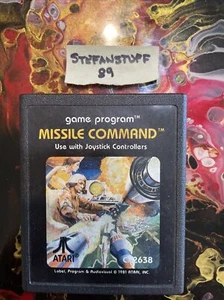 STEFANSTUFF
89
game program™
MISSILE COMMAND™
Use with Joystick Controllers
ATARI®
CX2638
Label, Program & Audiovisual © 1981 ATARI, INC.